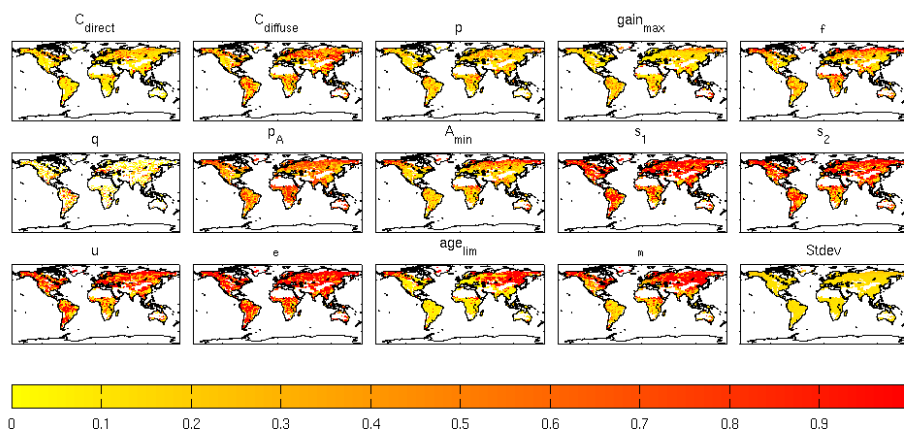 C_direct C_diffuse p gain_max f
q p_A A_min s_1 s_2
u e age_lim m Stdev
0 0.1 0.2 0.3 0.4 0.5 0.6 0.7 0.8 0.9